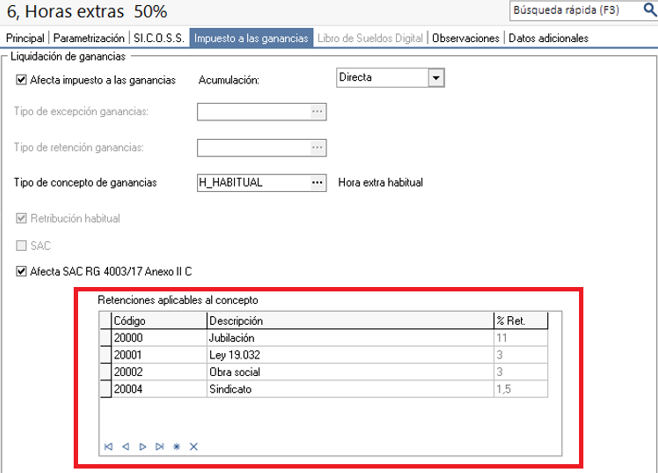 6, Horas extras 50%
Búsqueda rápida (F3)
Principal Parametrización SI.C.O.S.S. Impuesto a las ganancias Libro de Sueldos Digital Observaciones Datos adicionales
Liquidación de ganancias
Afecta impuesto a las ganancias Acumulación: Directa
Tipo de excepción ganancias: ...
Tipo de retención ganancias: ...
Tipo de concepto de ganancias H_HABITUAL ... Hora extra habitual
Retribución habitual
SAC
Afecta SAC RG 4003/17 Anexo II C
Retenciones aplicables al concepto
Código Descripción % Ret.
20000 Jubilación 11
20001 Ley 19.032 3
20002 Obra social 3
20004 Sindicato 1,5